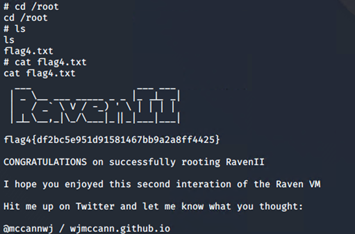 # cd /root
cd /root
# ls
ls
flag4.txt
# cat flag4.txt
cat flag4.txt
RavenII
flag4{df2bc5e951d91581467bb9a2a8ff4425}
CONGRATULATIONS on successfully rooting RavenII
I hope you enjoyed this second interation of the Raven VM
Hit me up on Twitter and let me know what you thought:
@mccannwj / wjmccann.github.io